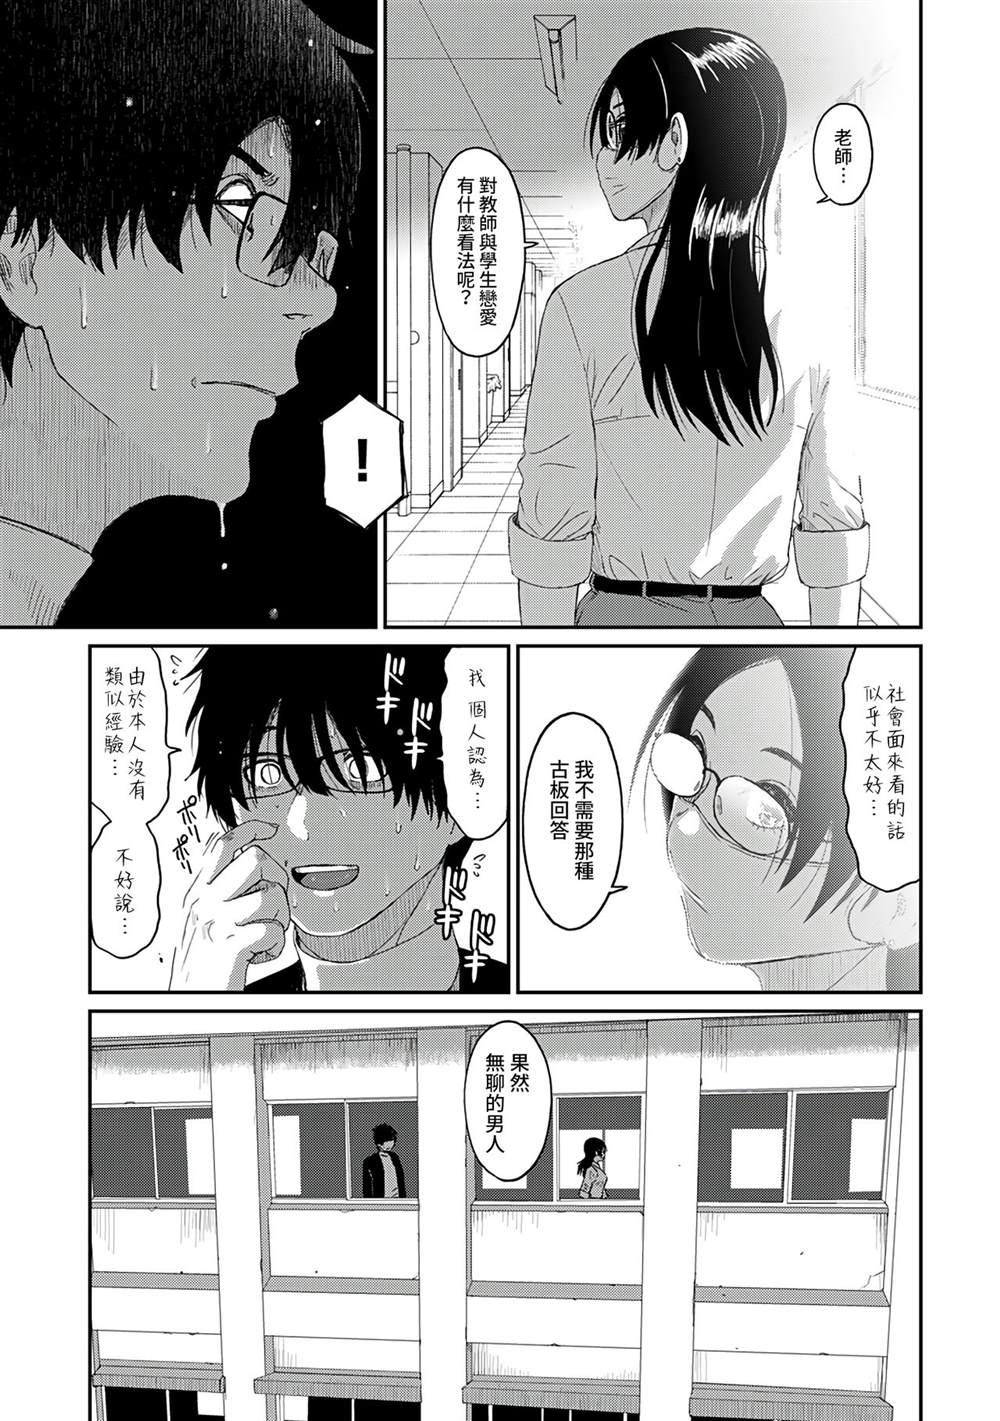 老師…
對教師與學生戀愛
有什麼看法呢？
！
社會面來看的話
似乎不太好…
我不需要那種
古板回答
我個人認為…
ドキ
ドキ
ドキ
ドキ
由於本人沒有
類似經驗…
ポリ
ポリ
不好說…
果然
無聊的男人